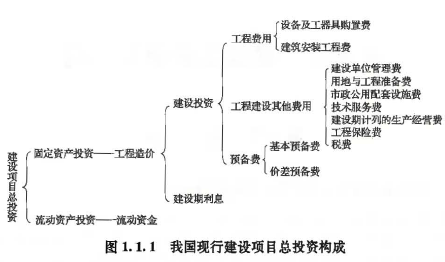 建设项目总投资
固定资产投资
流动资产投资
工程造价
流动资金
建设投资
建设期利息
工程费用
工程建设其他费用
预备费
设备及工器具购置费
建筑安装工程费
建设单位管理费
用地与工程准备费
市政公用配套设施费
技术服务费
建设期计列的生产经营费
工程保险费
税费
基本预备费
价差预备费
图 1.1.1 我国现行建设项目总投资构成